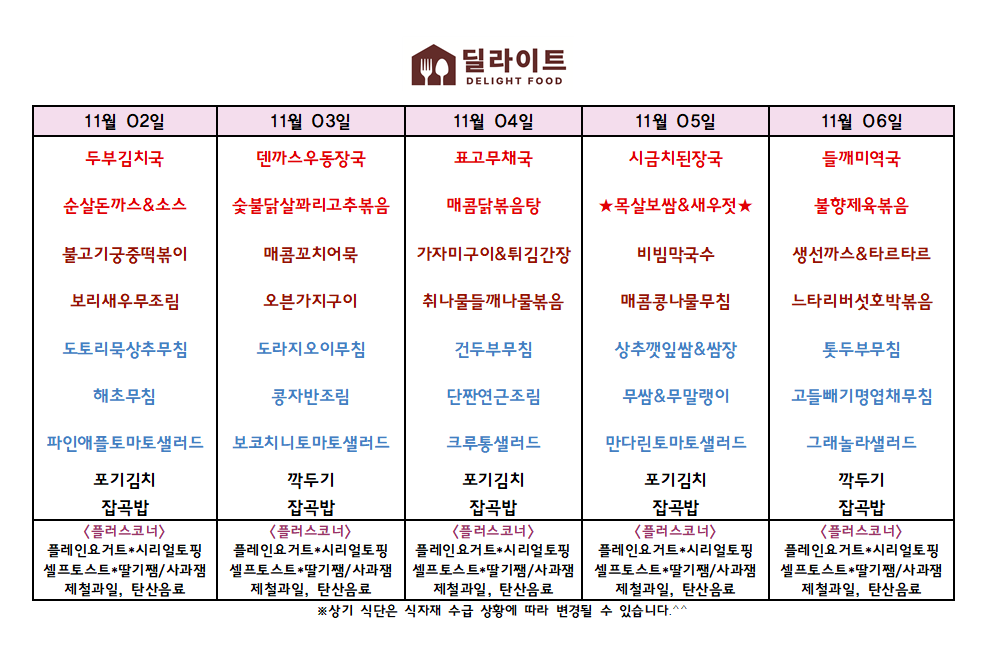 딜라이트
DELIGHT FOOD
11월 02일 11월 03일 11월 04일 11월 05일 11월 06일
두부김치국 덴까스우동장국 표고무채국 시금치된장국 들깨미역국
순살돈까스&소스 숯불닭살꽈리고추볶음 매콤닭볶음탕 ★목살보쌈&새우젓★ 불향제육볶음
불고기궁중떡볶이 매콤꼬치어묵 가자미구이&튀김간장 비빔막국수 생선까스&타르타르
보리새우무조림 오븐가지구이 취나물들깨나물볶음 매콤콩나물무침 느타리버섯호박볶음
도토리묵상추무침 도라지오이무침 건두부무침 상추깻잎쌈&쌈장 톳두부무침
해초무침 콩자반조림 단짠연근조림 무쌈&무말랭이 고들빼기명엽채무침
파인애플토마토샐러드 보코치니토마토샐러드 크루통샐러드 만다린토마토샐러드 그래놀라샐러드
포기김치 깍두기 포기김치 포기김치 깍두기
잡곡밥 잡곡밥 잡곡밥 잡곡밥 잡곡밥
<플러스코너> <플러스코너> <플러스코너> <플러스코너> <플러스코너>
플레인요거트*시리얼토핑 플레인요거트*시리얼토핑 플레인요거트*시리얼토핑 플레인요거트*시리얼토핑 플레인요거트*시리얼토핑
셀프토스트*딸기쨈/사과잼 셀프토스트*딸기쨈/사과잼 셀프토스트*딸기쨈/사과잼 셀프토스트*딸기쨈/사과잼 셀프토스트*딸기쨈/사과잼
제철과일, 탄산음료 제철과일, 탄산음료 제철과일, 탄산음료 제철과일, 탄산음료 제철과일, 탄산음료
※상기 식단은 식자재 수급 상황에 따라 변경될 수 있습니다.^^